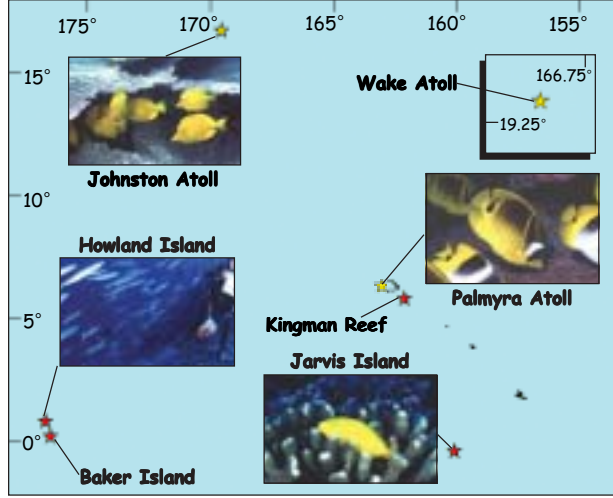 175° 170° 165° 160° 155°
15°
166.75°
Wake Atoll
19.25°
Johnston Atoll
10°
Howland Island
Palmyra Atoll
5°
Kingman Reef
Jarvis Island
0°
Baker Island